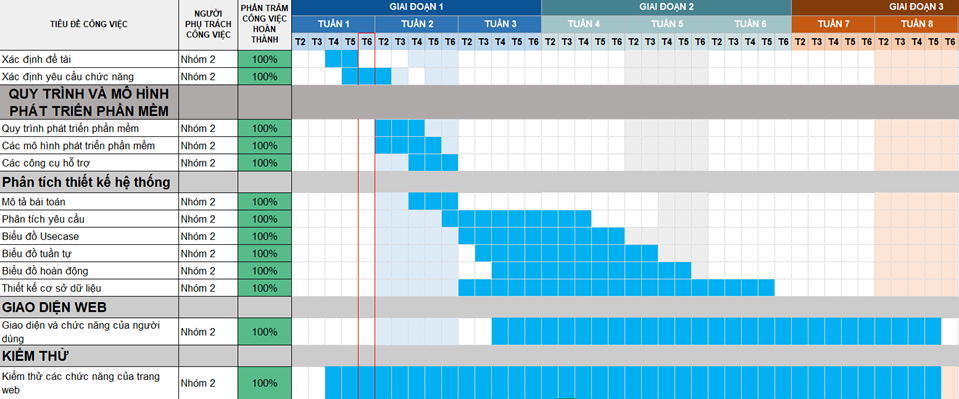 TIÊU ĐỀ CÔNG VIỆC
NGƯỜI
PHỤ TRÁCH
CÔNG VIỆC
PHẦN TRĂM
CÔNG VIỆC
HOÀN
THÀNH
GIAI ĐOẠN 1 GIAI ĐOẠN 2 GIAI ĐOẠN 3
TUẦN 1 TUẦN 2 TUẦN 3 TUẦN 4 TUẦN 5 TUẦN 6 TUẦN 7 TUẦN 8
T2 T3 T4 T5 T6 T2 T3 T4 T5 T6 T2 T3 T4 T5 T6 T2 T3 T4 T5 T6 T2 T3 T4 T5 T6 T2 T3 T4 T5 T6 T2 T3 T4 T5 T6 T2 T3 T4 T5 T6
Xác định đề tài Nhóm 2 100%
Xác định yêu cầu chức năng Nhóm 2 100%
QUY TRÌNH VÀ MÔ HÌNH
PHÁT TRIỂN PHẦN MỀM
Quy trình phát triển phần mềm Nhóm 2 100%
Các mô hình phát triển phần mềm Nhóm 2 100%
Các công cụ hỗ trợ Nhóm 2 100%
Phân tích thiết kế hệ thống
Mô tả bài toán Nhóm 2 100%
Phân tích yêu cầu Nhóm 2 100%
Biểu đồ Usecase Nhóm 2 100%
Biểu đồ tuần tự Nhóm 2 100%
Biểu đồ hoàn động Nhóm 2 100%
Thiết kế cơ sở dữ liệu Nhóm 2 100%
GIAO DIỆN WEB
Giao diện và chức năng của người
dùng
Nhóm 2 100%
KIỂM THỬ
Kiểm thử các chức năng của trang
web
Nhóm 2 100%